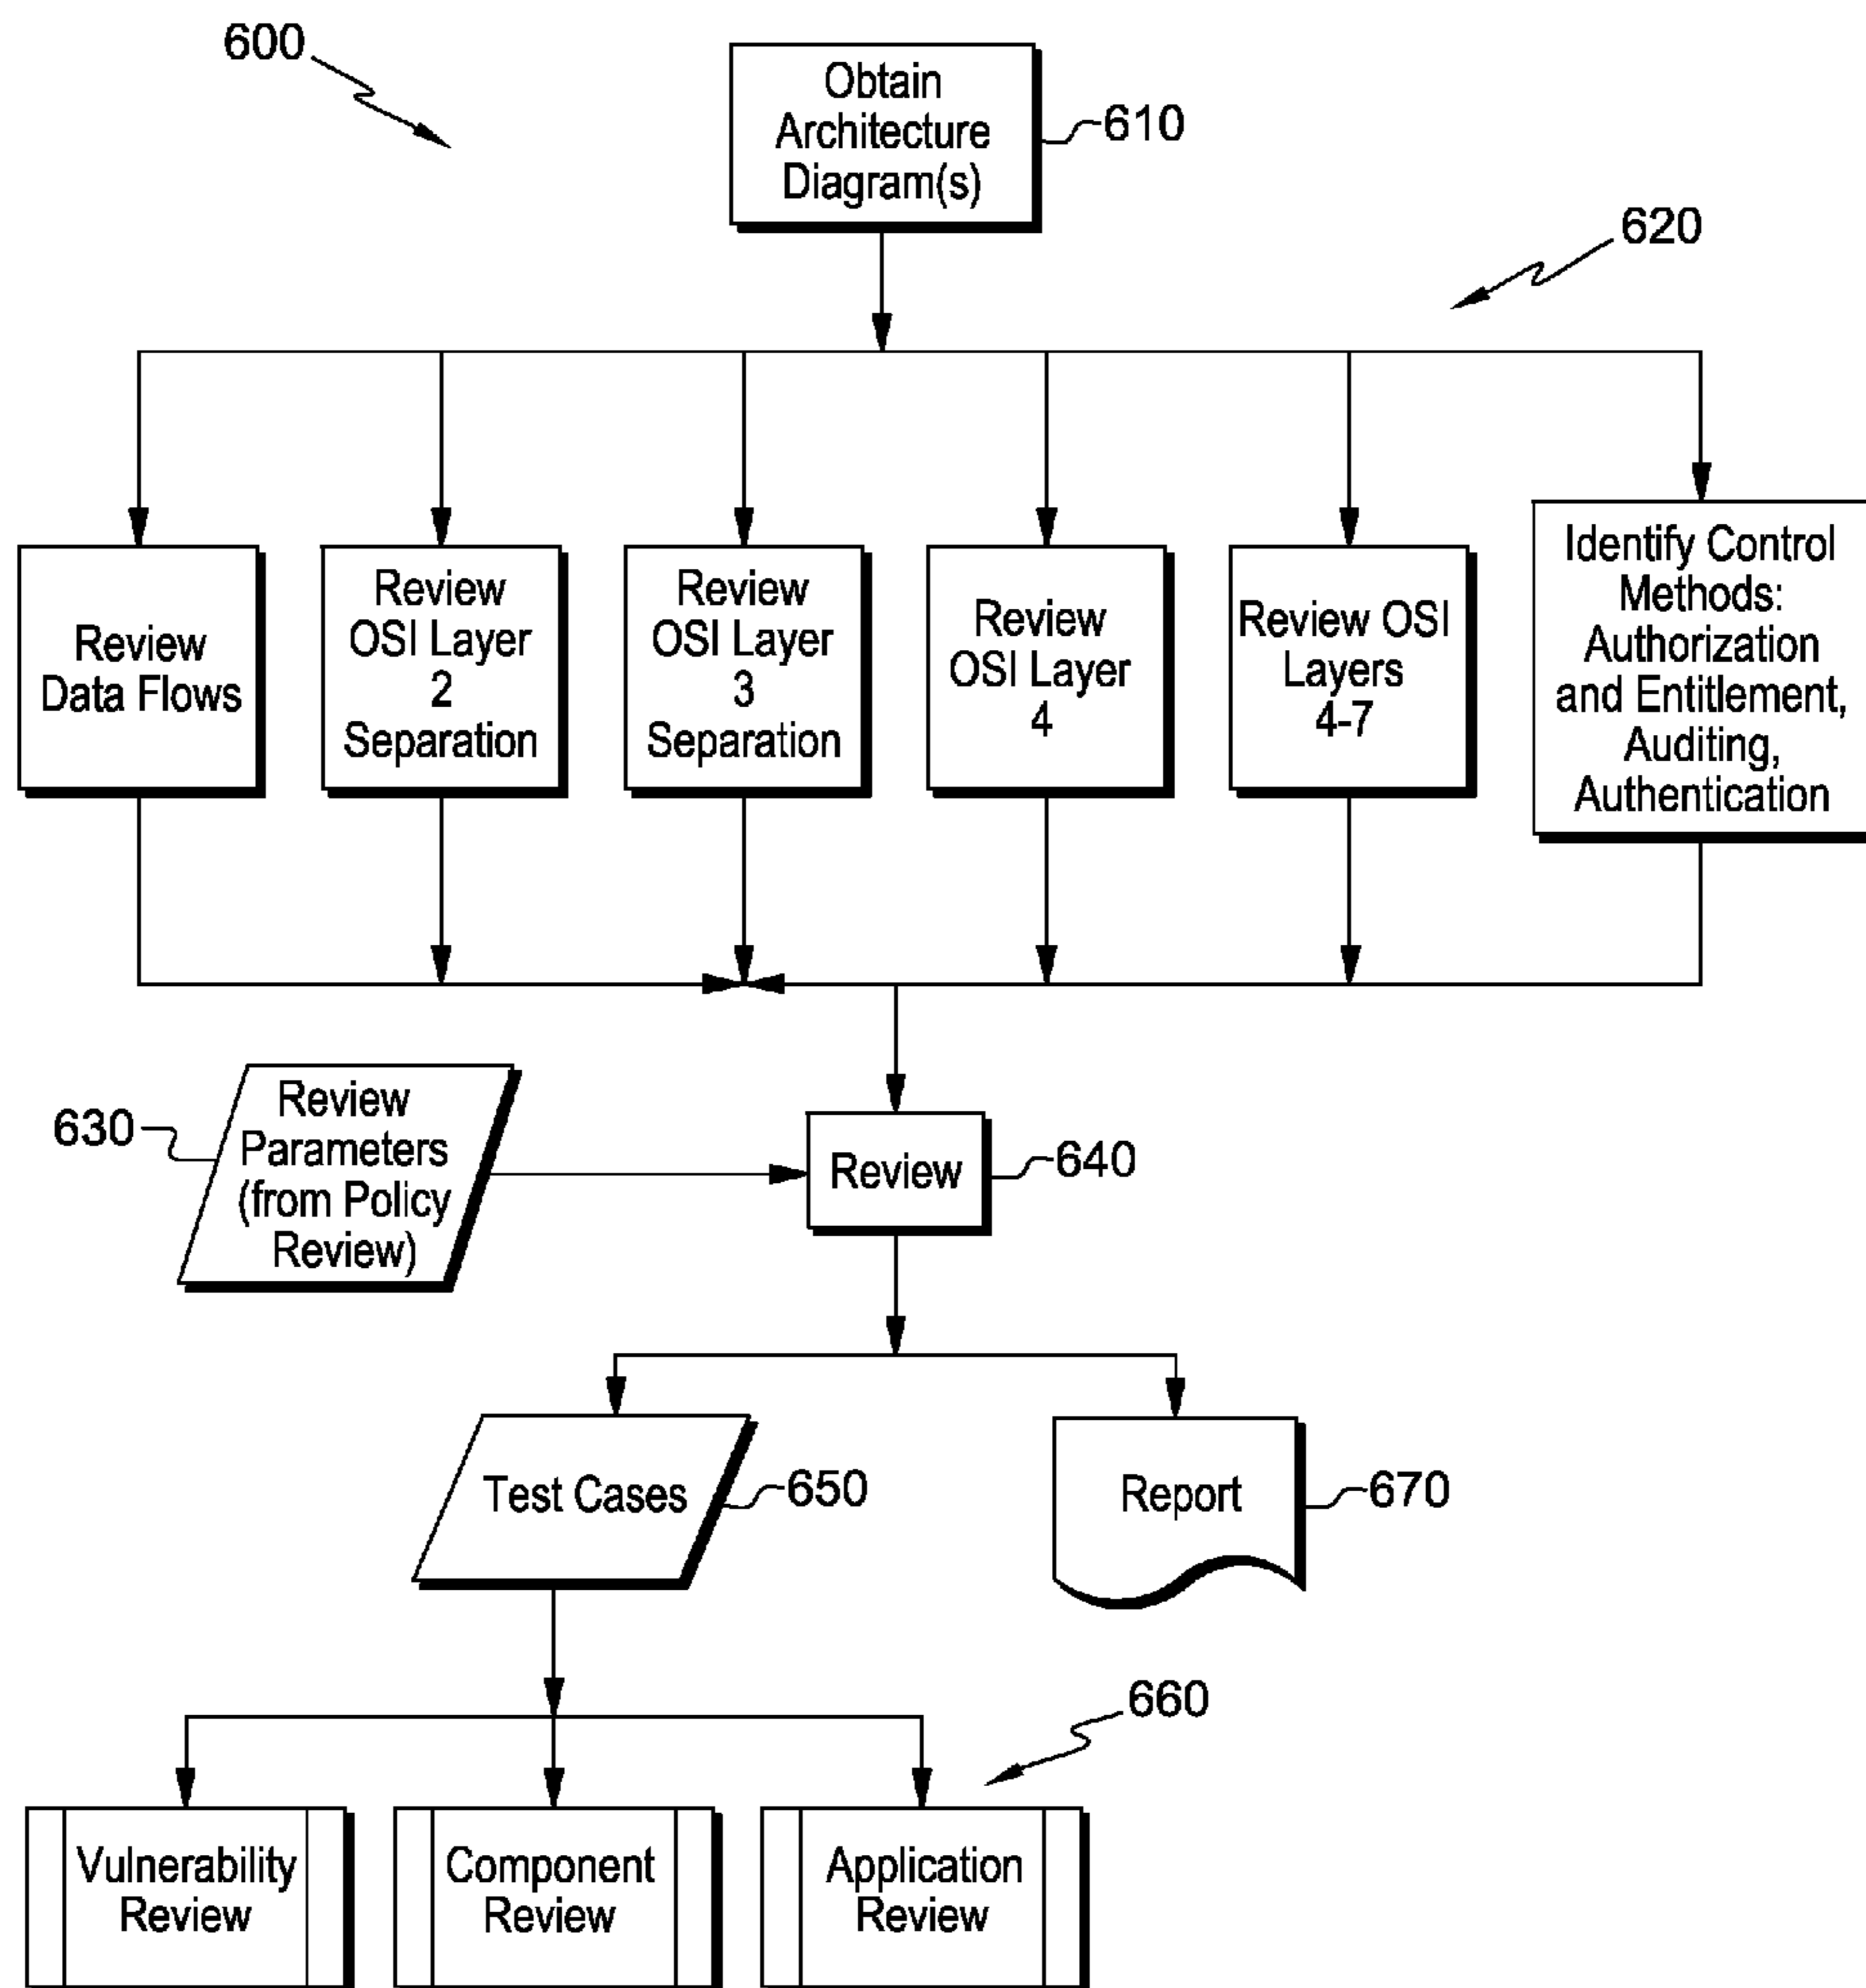 600
Obtain
Architecture
Diagram(s)
610
620
Review
Data Flows
Review
OSI Layer
2
Separation
Review
OSI Layer
3
Separation
Review
OSI Layer
4
Review OSI
Layers
4-7
Identify Control
Methods:
Authorization
and Entitlement,
Auditing,
Authentication
630
Review
Parameters
(from Policy
Review)
Review
640
Test Cases
650
Report
670
660
Vulnerability
Review
Component
Review
Application
Review